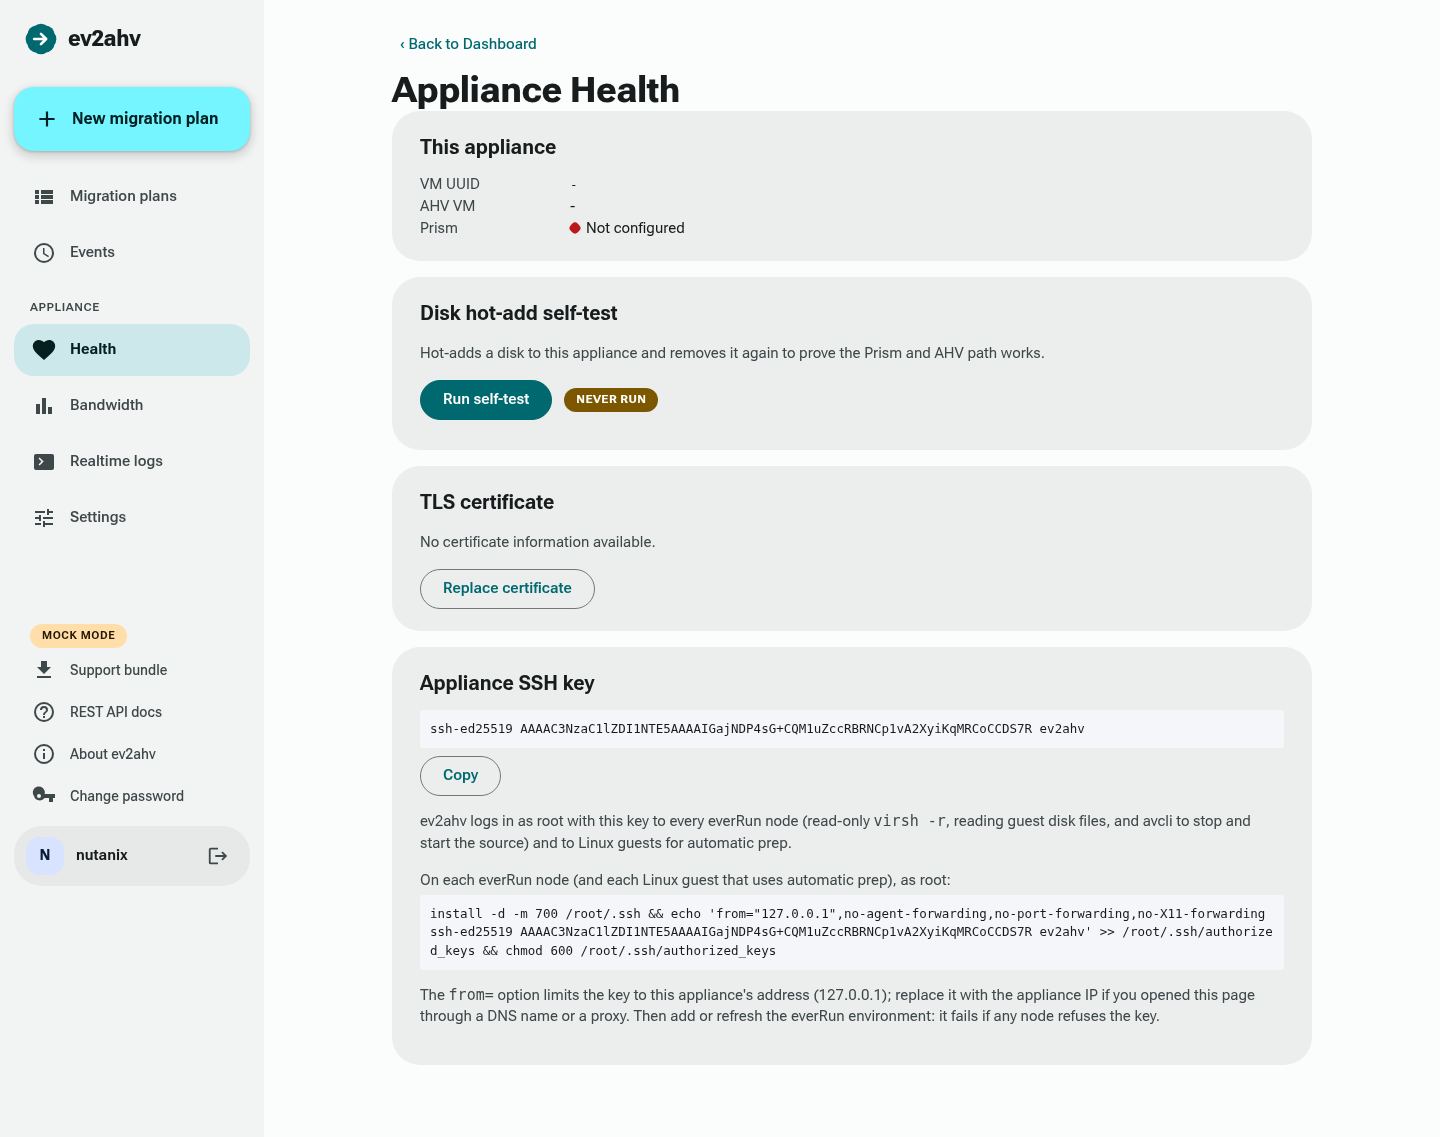 ev2ahv
New migration plan
Migration plans
Events
APPLIANCE
Health
Bandwidth
Realtime logs
Settings
MOCK MODE
Support bundle
REST API docs
About ev2ahv
Change password
N nutanix
‹ Back to Dashboard
Appliance Health
This appliance
VM UUID -
AHV VM -
Prism Not configured
Disk hot-add self-test
Hot-adds a disk to this appliance and removes it again to prove the Prism and AHV path works.
Run self-test NEVER RUN
TLS certificate
No certificate information available.
Replace certificate
Appliance SSH key
ssh-ed25519 AAAAC3NzaC1lZDI1NTE5AAAAIGajNDP4sG+CQM1uZccRBRNCp1vA2XyiKqMRCoCCDS7R ev2ahv
Copy
ev2ahv logs in as root with this key to every everRun node (read-only virsh -r, reading guest disk files, and avcli to stop and
start the source) and to Linux guests for automatic prep.
On each everRun node (and each Linux guest that uses automatic prep), as root:
install -d -m 700 /root/.ssh && echo 'from="127.0.0.1",no-agent-forwarding,no-port-forwarding,no-X11-forwarding
ssh-ed25519 AAAAC3NzaC1lZDI1NTE5AAAAIGajNDP4sG+CQM1uZccRBRNCp1vA2XyiKqMRCoCCDS7R ev2ahv' >> /root/.ssh/authorize
d_keys && chmod 600 /root/.ssh/authorized_keys
The from= option limits the key to this appliance's address (127.0.0.1); replace it with the appliance IP if you opened this page
through a DNS name or a proxy. Then add or refresh the everRun environment: it fails if any node refuses the key.